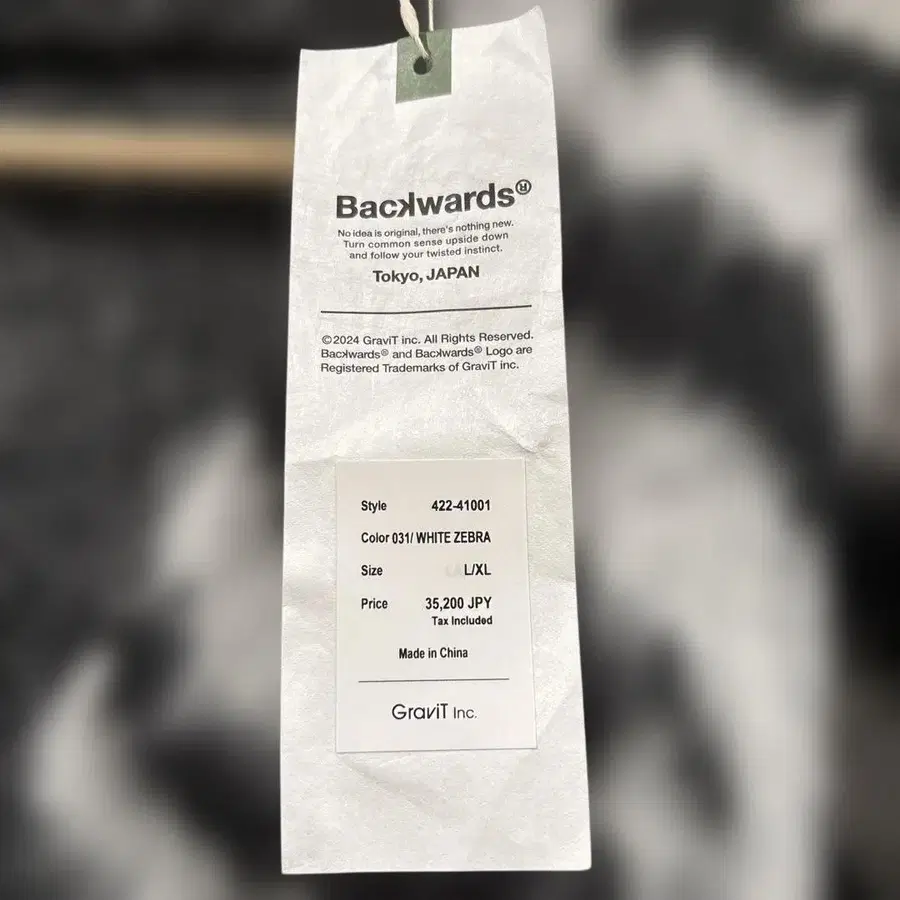 Backwards®
No idea is original, there's nothing new.
Turn common sense upside down
and follow your twisted instinct.
Tokyo, JAPAN
©2024 GraviT inc. All Rights Reserved.
Backwards® and Backwards® Logo are
Registered Trademarks of GraviT inc.
Style 422-41001
Color 031/ WHITE ZEBRA
Size L/XL
Price 35,200 JPY
Tax Included
Made in China
GraviT Inc.